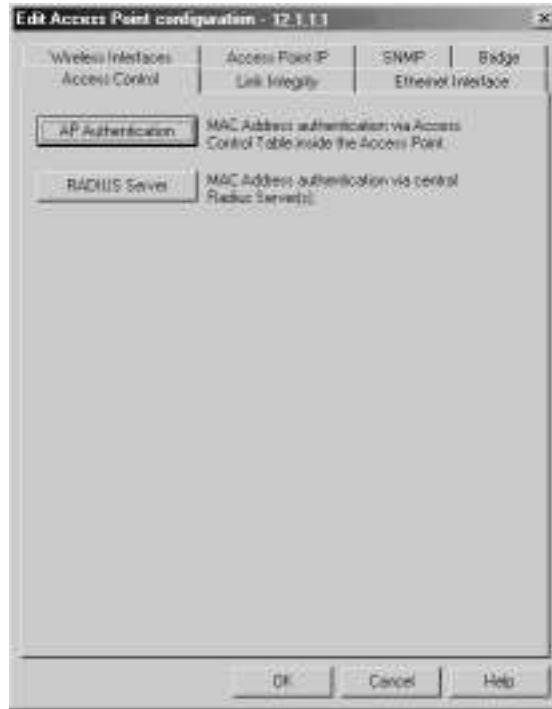 Edit Access Point configuration - 12.1.1.1
Wireless Interfaces Access Point IP SNMP Bridge
Access Control Link Integrity Ethernet Interface
AP Authentication
MAC Address authentication via Access
Control Table inside the Access Point
RADIUS Server
MAC Address authentication via central
Radius Server(s).
OK Cancel Help